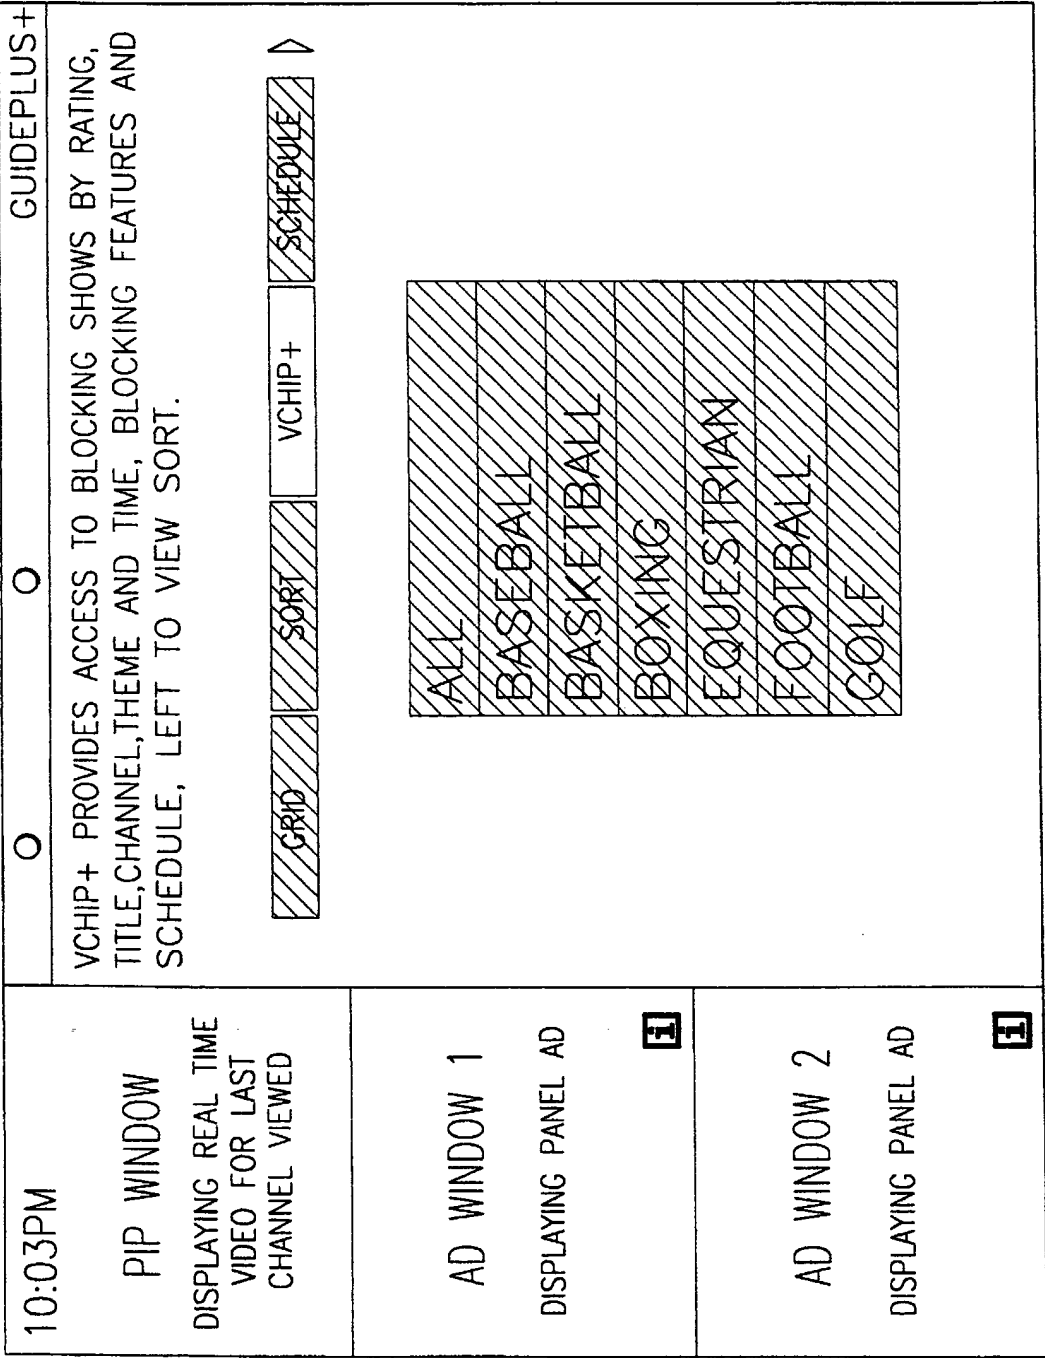 10:03PM
GUIDEPLUS+
PIP WINDOW
DISPLAYING REAL TIME
VIDEO FOR LAST
CHANNEL VIEWED
VCHIP+ PROVIDES ACCESS TO BLOCKING SHOWS BY RATING,
TITLE,CHANNEL,THEME AND TIME, BLOCKING FEATURES AND
SCHEDULE, LEFT TO VIEW SORT.
GRID SORT VCHIP+ SCHEDULE
AD WINDOW 1
DISPLAYING PANEL AD
i
ALL
BASEBALL
BASKETBALL
BOXING
EQUESTRIAN
FOOTBALL
GOLF
AD WINDOW 2
DISPLAYING PANEL AD
i